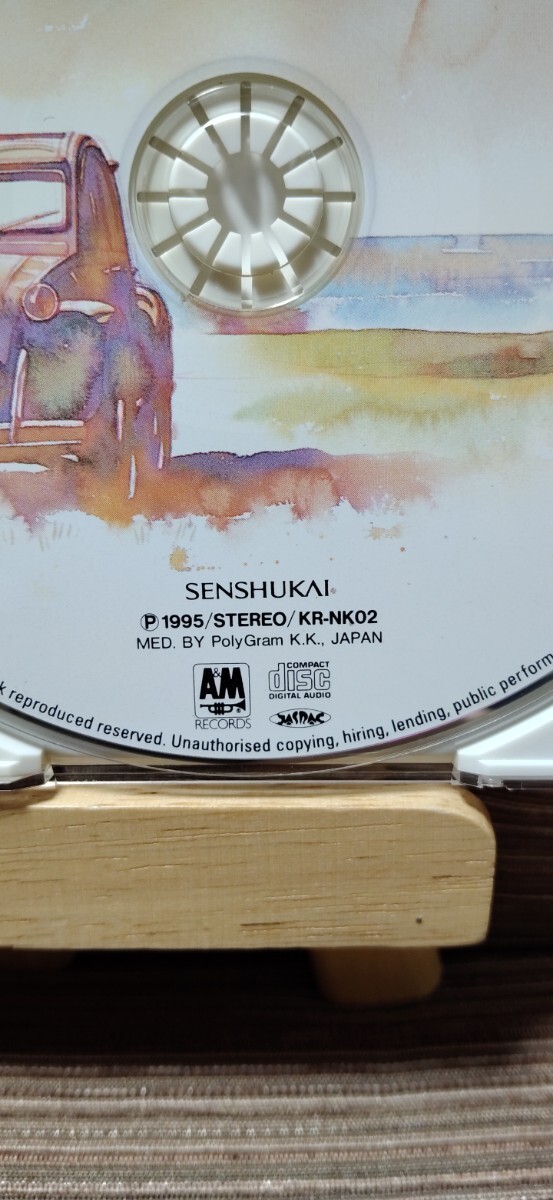 SENSHUKAI
Ⓟ 1995/STEREO/KR-NK02
MED. BY PolyGram K.K., JAPAN
A&M
RECORDS
COMPACT
disc
DIGITAL AUDIO
JASRAC
k reproduced reserved. Unauthorised copying, hiring, lending, public perform